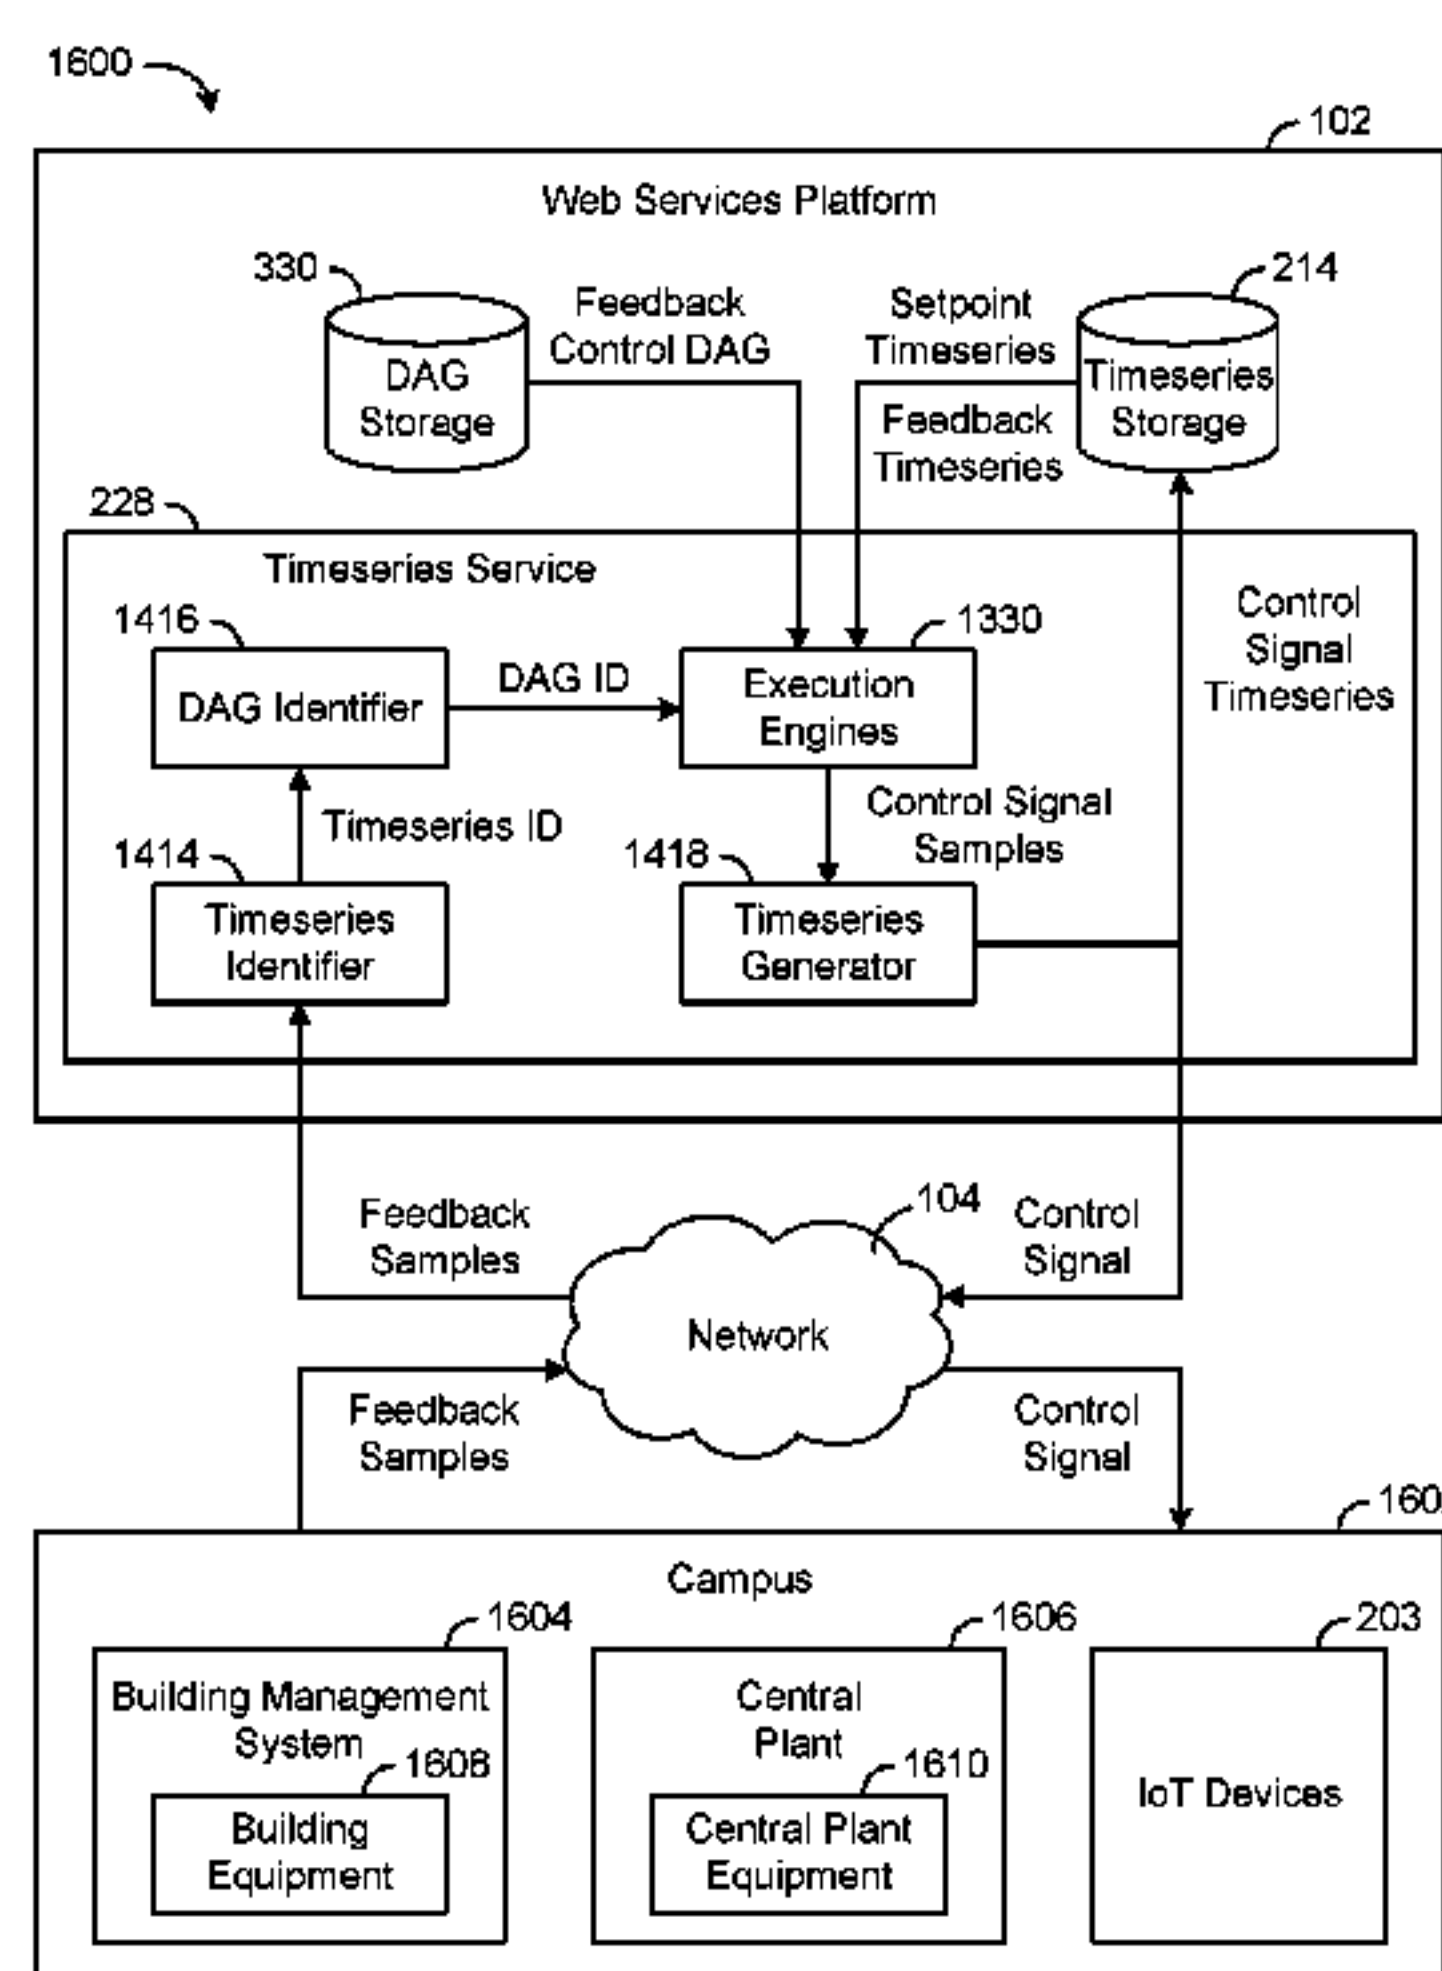 1600
102
Web Services Platform
330
214
Feedback
Control DAG
Setpoint
Timeseries
DAG
Storage
Timeseries
Storage
Feedback
Timeseries
228
Timeseries Service
1416
1330
Control
Signal
Timeseries
DAG Identifier
DAG ID
Execution
Engines
Timeseries ID
Control Signal
Samples
1414
1418
Timeseries
Identifier
Timeseries
Generator
Feedback
Samples
104
Control
Signal
Network
Feedback
Samples
Control
Signal
160
Campus
1604
1606
203
Building Management
System
Central
Plant
IoT Devices
1608
1610
Building
Equipment
Central Plant
Equipment